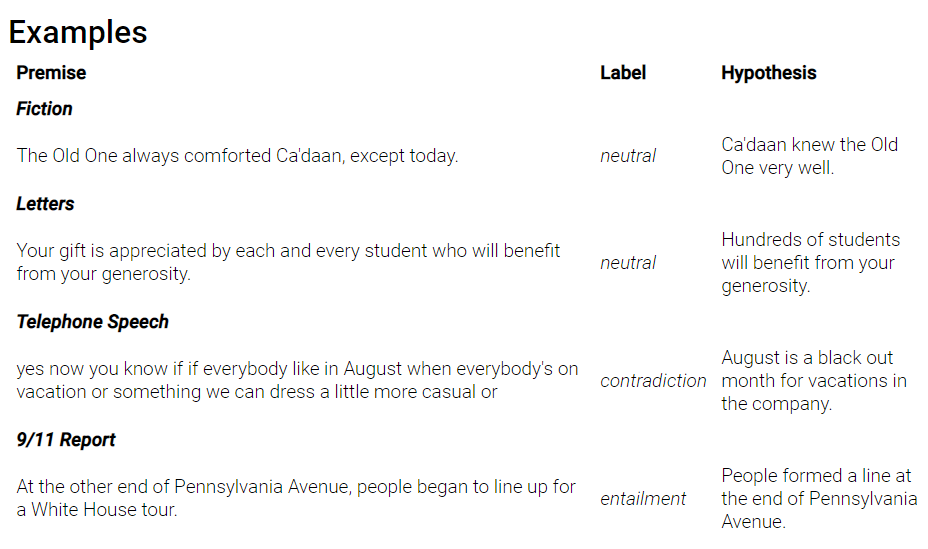 Examples
Premise Label Hypothesis
Fiction
The Old One always comforted Ca'daan, except today.
neutral
Ca'daan knew the Old
One very well.
Letters
Your gift is appreciated by each and every student who will benefit
from your generosity.
neutral
Hundreds of students
will benefit from your
generosity.
Telephone Speech
yes now you know if if everybody like in August when everybody's on
vacation or something we can dress a little more casual or
contradiction
August is a black out
month for vacations in
the company.
9/11 Report
At the other end of Pennsylvania Avenue, people began to line up for
a White House tour.
entailment
People formed a line at
the end of Pennsylvania
Avenue.